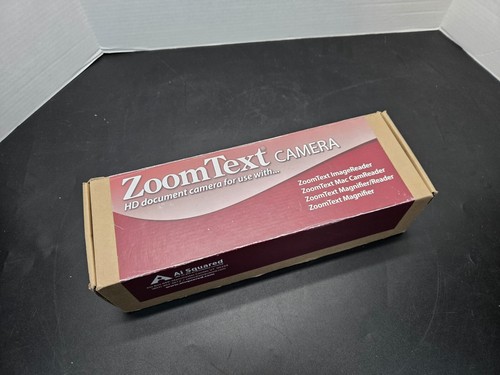 ZoomText CAMERA
HD document camera for use with...
ZoomText ImageReader
ZoomText Mac CamReader
ZoomText Magnifier/Reader
ZoomText Magnifier
Ai Squared